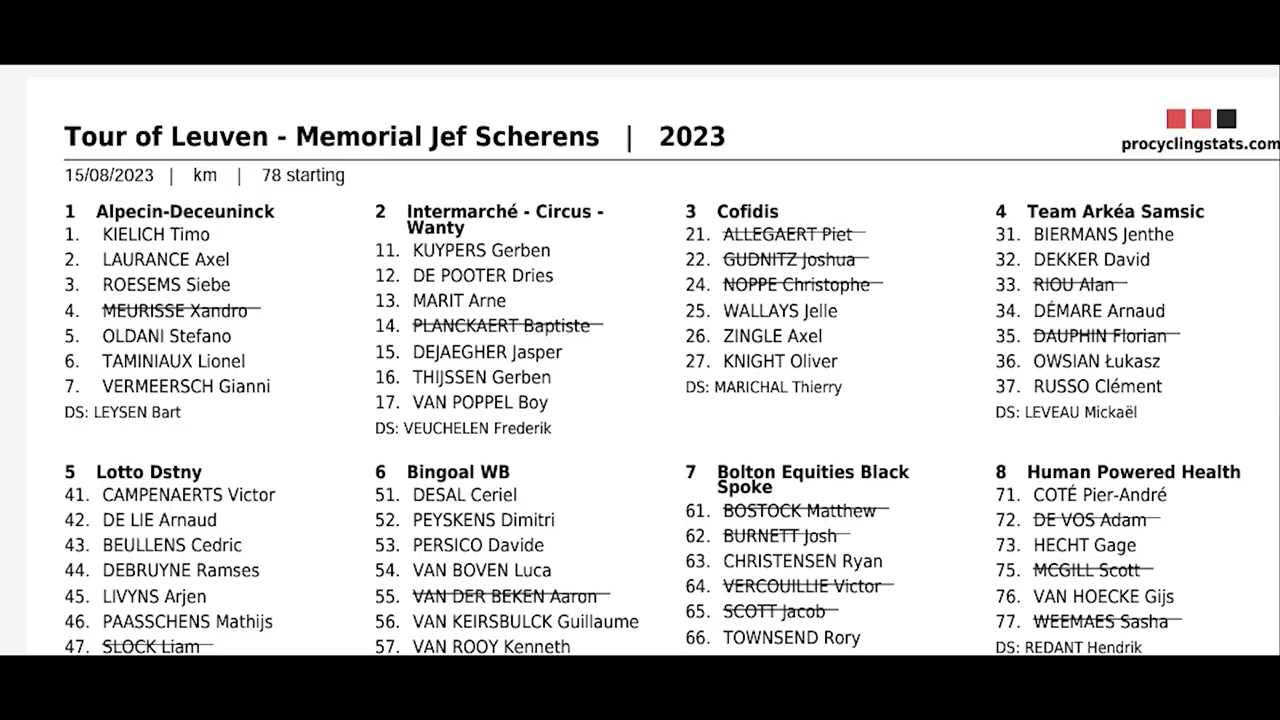 Tour of Leuven - Memorial Jef Scherens | 2023
procyclingstats.com
15/08/2023 | km | 78 starting
1 Alpecin-Deceuninck
1. KIELICH Timo
2. LAURANCE Axel
3. ROESEMS Siebe
4. MEURISSE Xandro
5. OLDANI Stefano
6. TAMINIAUX Lionel
7. VERMEERSCH Gianni
DS: LEYSEN Bart
2 Intermarché - Circus -
Wanty
11. KUYPERS Gerben
12. DE POOTER Dries
13. MARIT Arne
14. PLANCKAERT Baptiste
15. DEJAEGHER Jasper
16. THIJSSEN Gerben
17. VAN POPPEL Boy
DS: VEUCHELEN Frederik
3 Cofidis
21. ALLEGAERT Piet
22. GUDNITZ Joshua
24. NOPPE Christophe
25. WALLAYS Jelle
26. ZINGLE Axel
27. KNIGHT Oliver
DS: MARICHAL Thierry
4 Team Arkéa Samsic
31. BIERMANS Jenthe
32. DEKKER David
33. RIOU Alan
34. DÉMARE Arnaud
35. DAUPHIN Florian
36. OWSIAN Łukasz
37. RUSSO Clément
DS: LEVEAU Mickaël
5 Lotto Dstny
41. CAMPENAERTS Victor
42. DE LIE Arnaud
43. BEULLENS Cedric
44. DEBRUYNE Ramses
45. LIVYNS Arjen
46. PAASSCHENS Mathijs
47. SLOCK Liam
6 Bingoal WB
51. DESAL Ceriel
52. PEYSKENS Dimitri
53. PERSICO Davide
54. VAN BOVEN Luca
55. VAN DER BEKEN Aaron
56. VAN KEIRSBULCK Guillaume
57. VAN ROOY Kenneth
7 Bolton Equities Black
Spoke
61. BOSTOCK Matthew
62. BURNETT Josh
63. CHRISTENSEN Ryan
64. VERCOUILLIE Victor
65. SCOTT Jacob
66. TOWNSEND Rory
8 Human Powered Health
71. COTÉ Pier-André
72. DE VOS Adam
73. HECHT Gage
75. MCGILL Scott
76. VAN HOECKE Gijs
77. WEEMAES Sasha
DS: REDANT Hendrik